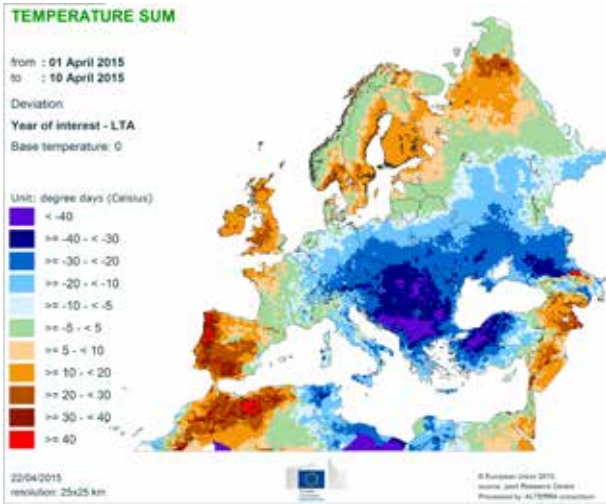 TEMPERATURE SUM
from : 01 April 2015
to : 10 April 2015
Deviation:
Year of interest - LTA
Base temperature: 0
Unit: degree days (Celsius)
< -40
>= -40 - < -30
>= -30 - < -20
>= -20 - < -10
>= -10 - < -5
>= -5 - < 5
>= 5 - < 10
>= 10 - < 20
>= 20 - < 30
>= 30 - < 40
>= 40
22/04/2015
resolution: 25x25 km
© European Union 2015
source: Joint Research Centre
Processed by ALTERRA consortium